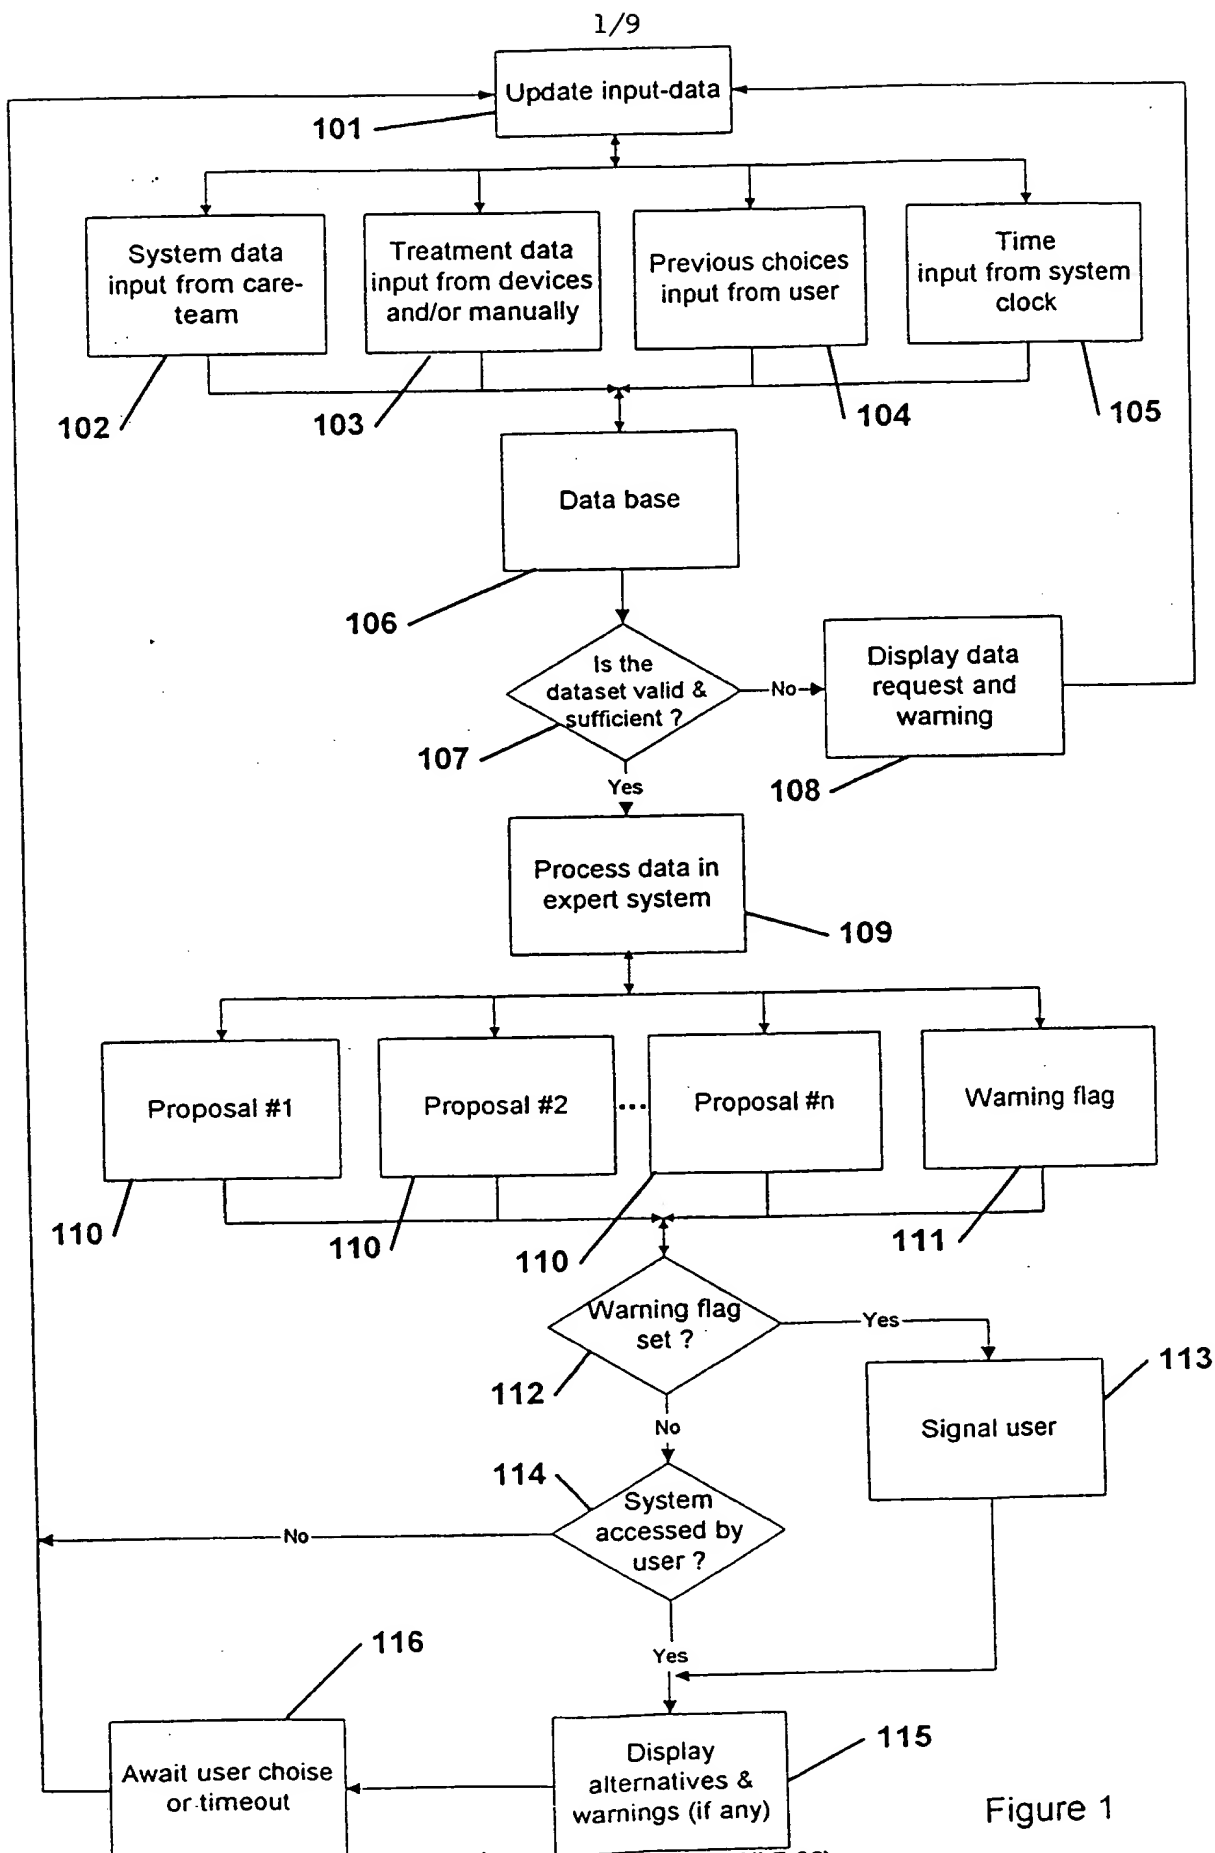 1/9
Update input-data
101
System data
input from care-
team
Treatment data
input from devices
and/or manually
Previous choices
input from user
Time
input from system
clock
102
103
104
105
Data base
106
Is the
dataset valid &
sufficient ?
No
Display data
request and
warning
107
108
Yes
Process data in
expert system
109
Proposal #1
Proposal #2
...
Proposal #n
Warning flag
110
110
110
111
Warning flag
set ?
Yes
112
113
No
Signal user
114
System
accessed by
user ?
No
Yes
116
115
Await user choise
or timeout
Display
alternatives &
warnings (if any)
Figure 1